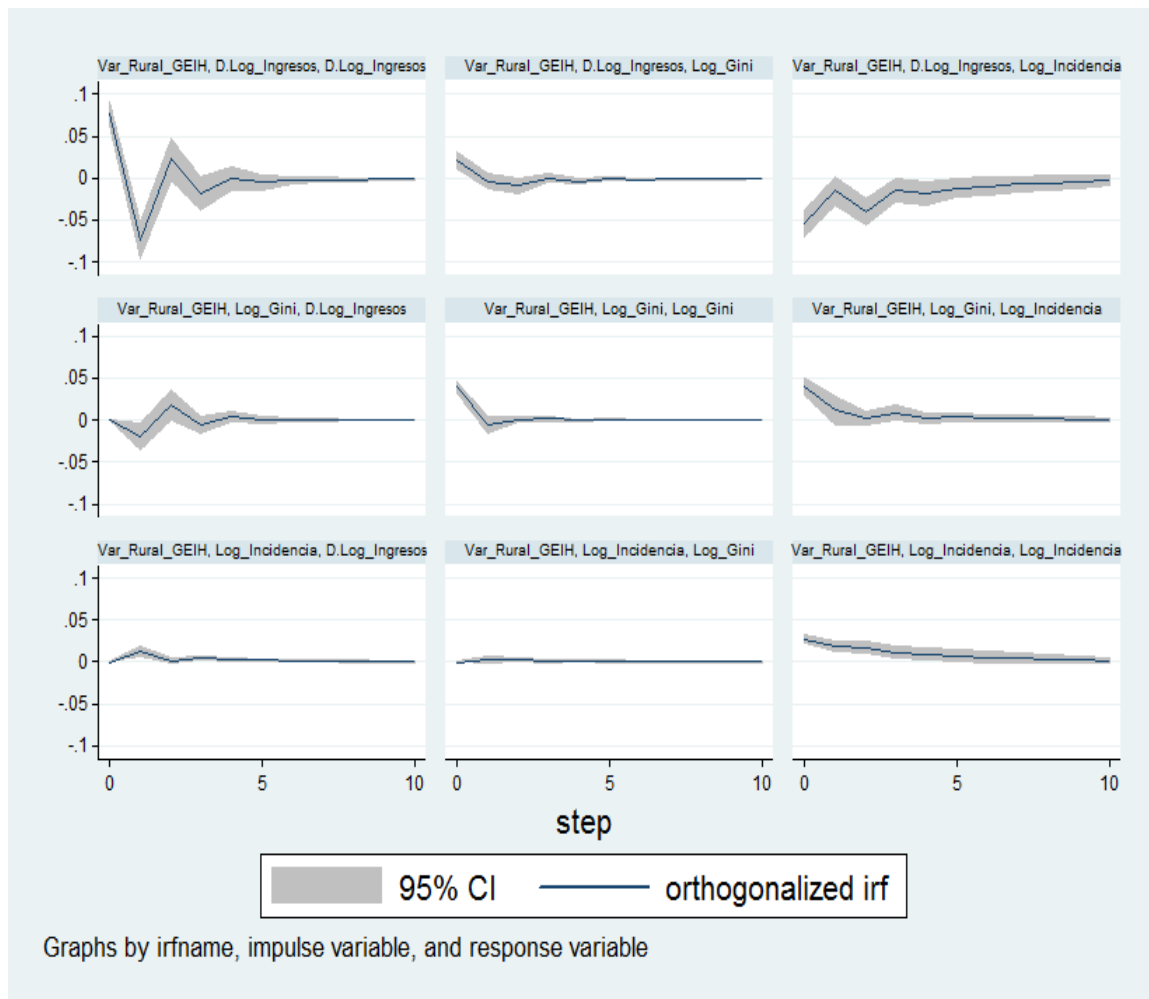 Var_Rural_GEIH, D.Log_Ingresos, D.Log_Ingresos
Var_Rural_GEIH, D.Log_Ingresos, Log_Gini
Var_Rural_GEIH, D.Log_Ingresos, Log_Incidencia
.1
.05
0
-.05
-.1
Var_Rural_GEIH, Log_Gini, D.Log_Ingresos
Var_Rural_GEIH, Log_Gini, Log_Gini
Var_Rural_GEIH, Log_Gini, Log_Incidencia
.1
.05
0
-.05
-.1
Var_Rural_GEIH, Log_Incidencia, D.Log_Ingresos
Var_Rural_GEIH, Log_Incidencia, Log_Gini
Var_Rural_GEIH, Log_Incidencia, Log_Incidencia
.1
.05
0
-.05
-.1
0 5 10 0 5 10 0 5 10
step
95% CI orthogonalized irf
Graphs by irfname, impulse variable, and response variable